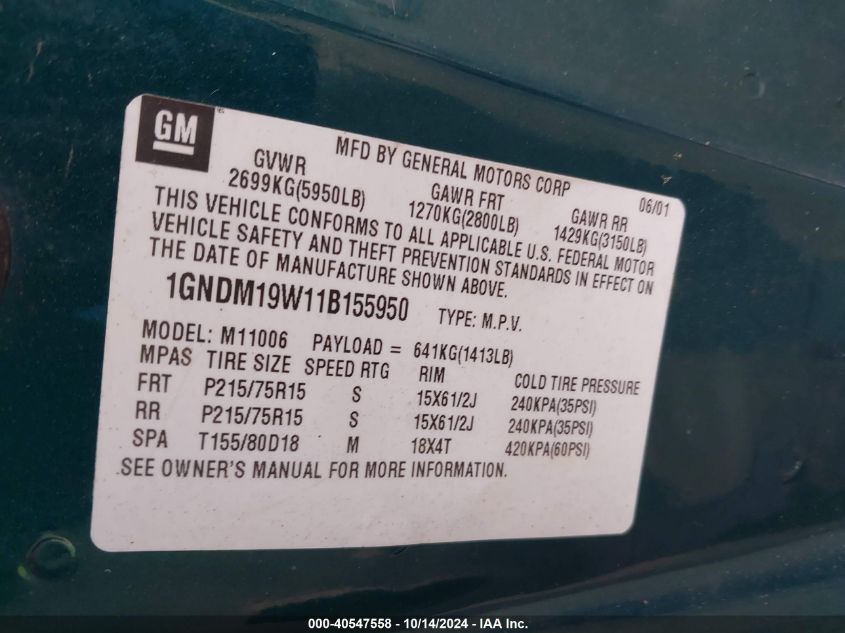 GM
MFD BY GENERAL MOTORS CORP 06/01
GVWR GAWR FRT GAWR RR
2699KG(5950LB) 1270KG(2800LB) 1429KG(3150LB)
THIS VEHICLE CONFORMS TO ALL APPLICABLE U.S. FEDERAL MOTOR
VEHICLE SAFETY AND THEFT PREVENTION STANDARDS IN EFFECT ON
THE DATE OF MANUFACTURE SHOWN ABOVE.
1GNDM19W11B155950 TYPE: M.P.V.
MODEL: M11006 PAYLOAD = 641KG(1413LB)
MPAS TIRE SIZE SPEED RTG RIM COLD TIRE PRESSURE
FRT P215/75R15 S 15X61/2J 240KPA(35PSI)
RR P215/75R15 S 15X61/2J 240KPA(35PSI)
SPA T155/80D18 M 18X4T 420KPA(60PSI)
SEE OWNER'S MANUAL FOR MORE INFORMATION.
000-40547558 - 10/14/2024 - IAA Inc.